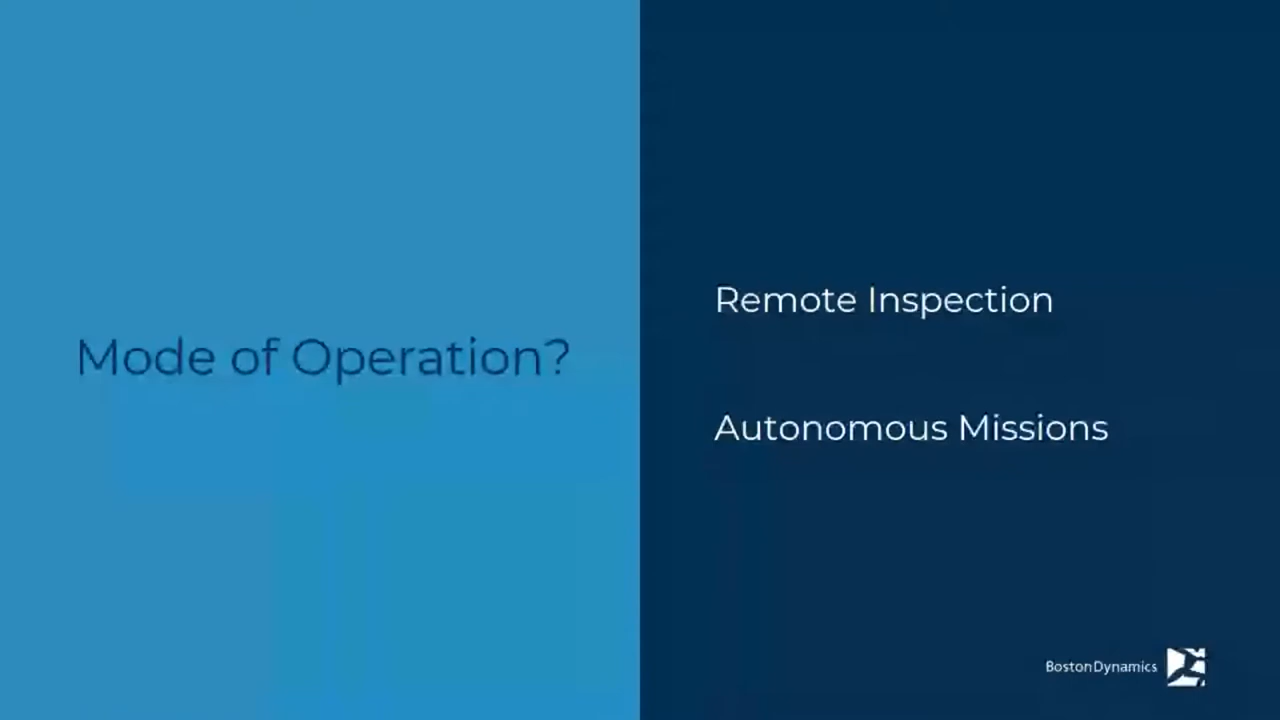 Mode of Operation?
Remote Inspection
Autonomous Missions
BostonDynamics